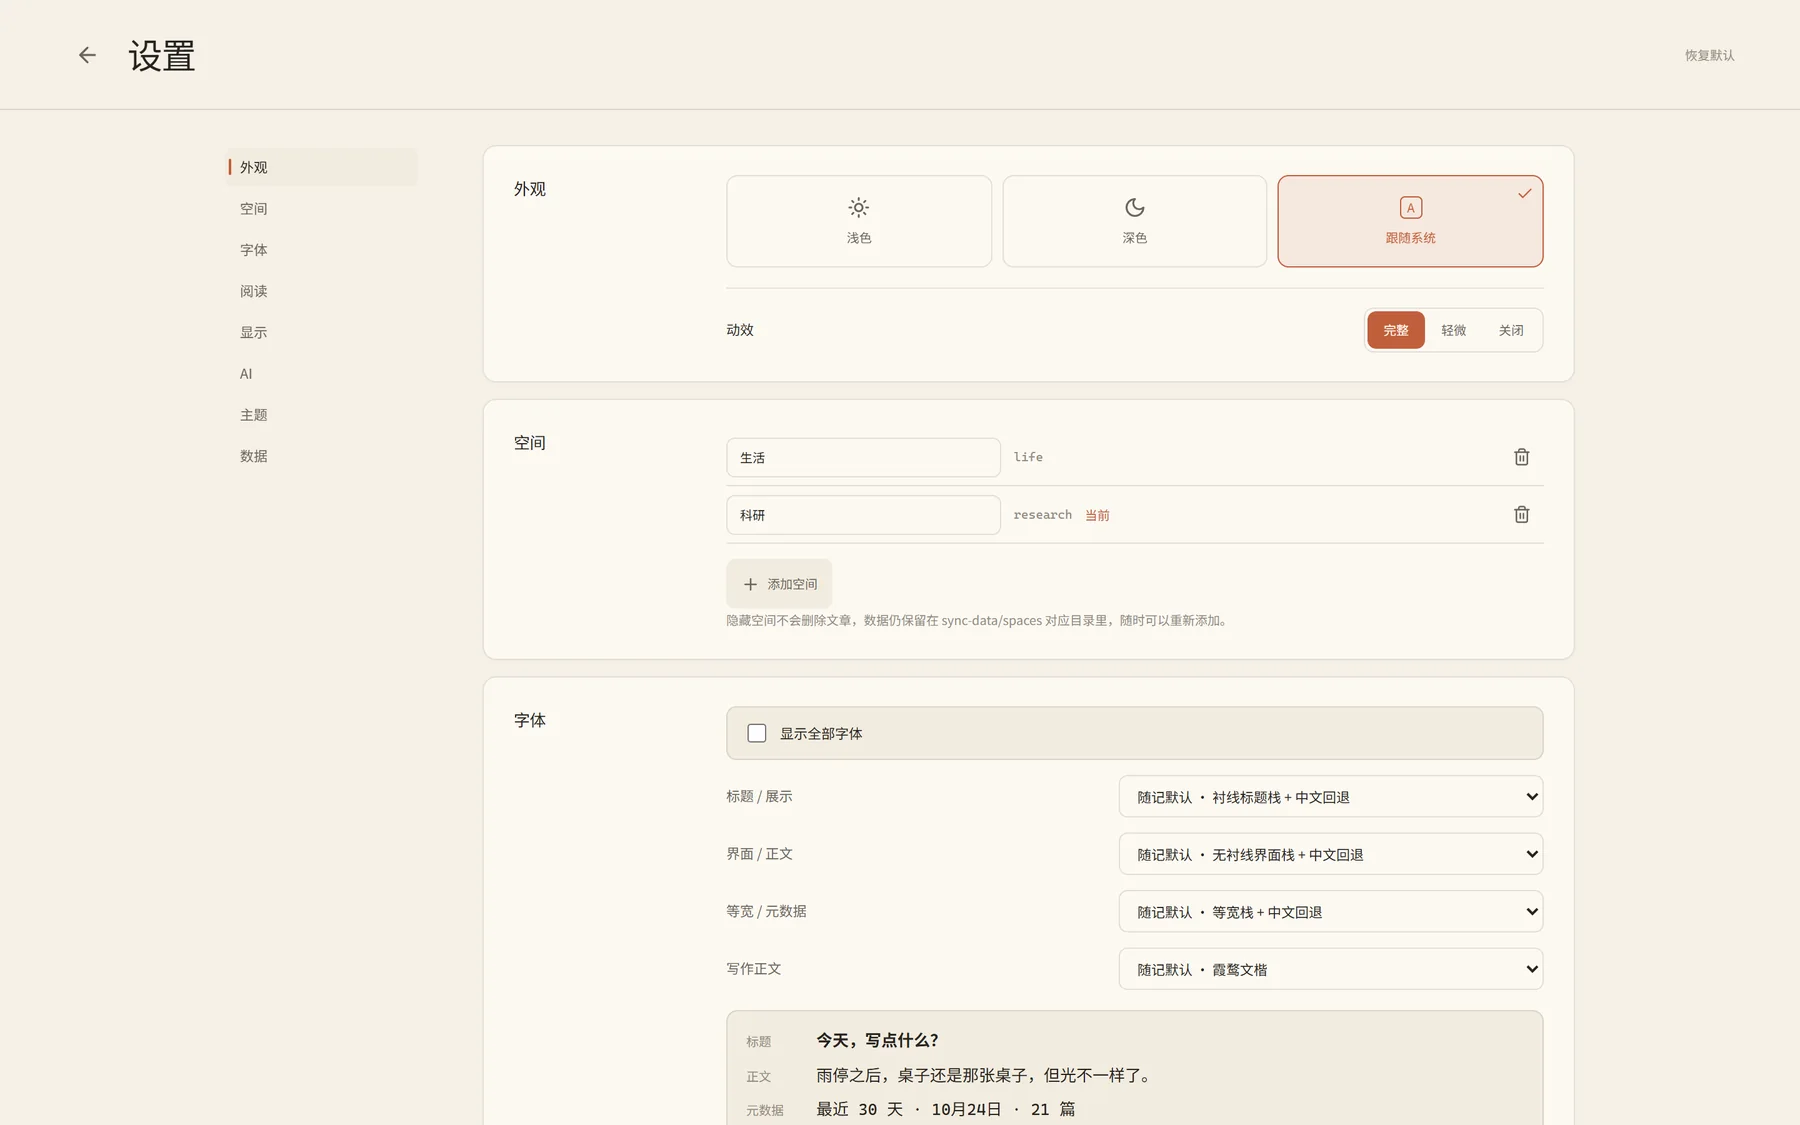 设置
恢复默认
外观
空间
字体
阅读
显示
AI
主题
数据
外观
浅色
深色
A
跟随系统
动效
完整
轻微
关闭
空间
生活
life
科研
research 当前
添加空间
隐藏空间不会删除文章，数据仍保留在 sync-data/spaces 对应目录里，随时可以重新添加。
字体
显示全部字体
标题 / 展示
随记默认 · 衬线标题栈 + 中文回退
界面 / 正文
随记默认 · 无衬线界面栈 + 中文回退
等宽 / 元数据
随记默认 · 等宽栈 + 中文回退
写作正文
随记默认 · 霞鹜文楷
标题 今天，写点什么？
正文 雨停之后，桌子还是那张桌子，但光不一样了。
元数据 最近 30 天 · 10月24日 · 21 篇